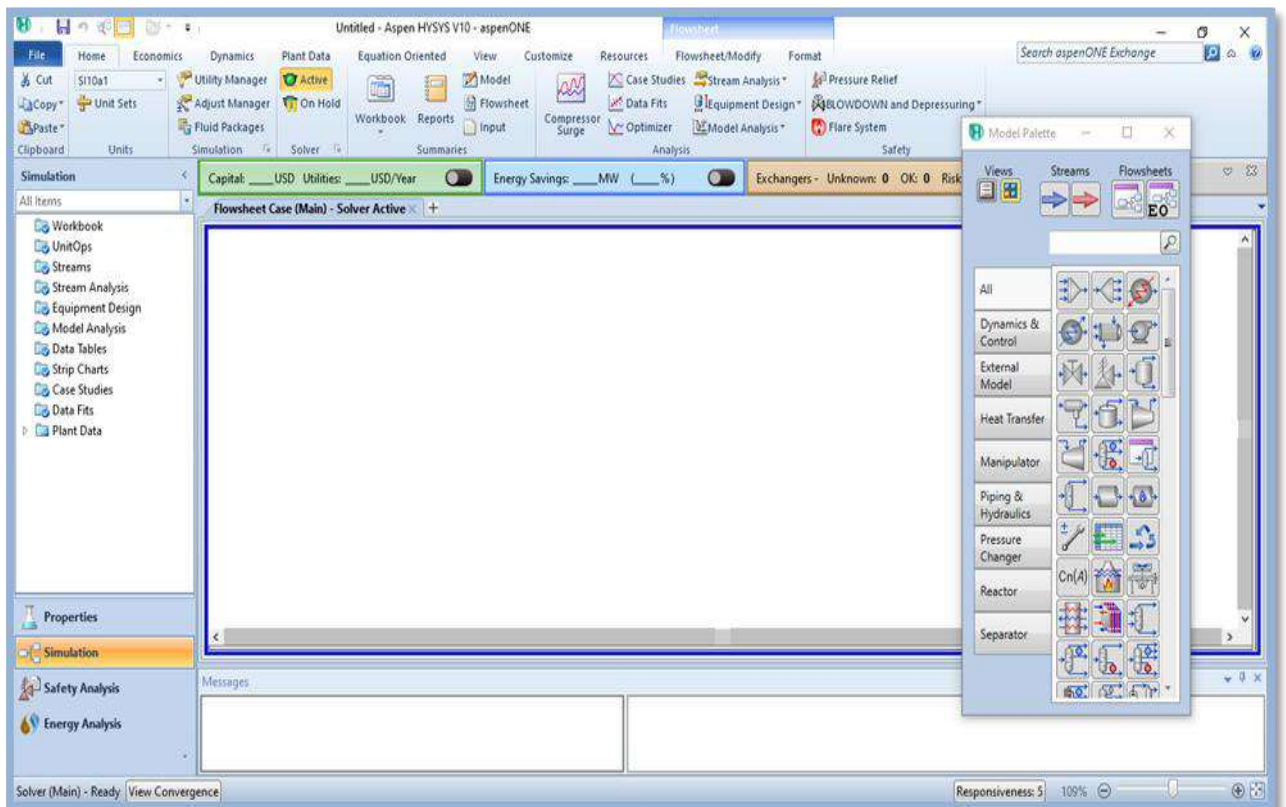 Untitled - Aspen HYSYS V10 - aspenONE
Flowsheet
File Home Economics Dynamics Plant Data Equation Oriented View Customize Resources Flowsheet/Modify Format
Search aspenONE Exchange
Cut SI10a1 Utility Manager Active Model Case Studies Stream Analysis Pressure Relief
Copy Unit Sets Adjust Manager On Hold Workbook Reports Flowsheet Compressor Surge Data Fits Equipment Design BLOWDOWN and Depressuring
Paste Fluid Packages Input Optimizer Model Analysis Flare System
Clipboard Units Simulation Solver Summaries Analysis Safety
Simulation
All Items
Workbook
UnitOps
Streams
Stream Analysis
Equipment Design
Model Analysis
Data Tables
Strip Charts
Case Studies
Data Fits
Plant Data
Properties
Simulation
Safety Analysis
Energy Analysis
Capital: ____USD Utilities: ____USD/Year
Energy Savings: ____MW (____%)
Exchangers - Unknown: 0 OK: 0 Risk
Flowsheet Case (Main) - Solver Active +
Model Palette
Views Streams Flowsheets
EO
All
Dynamics &
Control
External
Model
Heat Transfer
Manipulator
Piping &
Hydraulics
Pressure
Changer
Reactor
Separator
Cn(A)
Messages
Solver (Main) - Ready View Convergence
Responsiveness: 5 109%